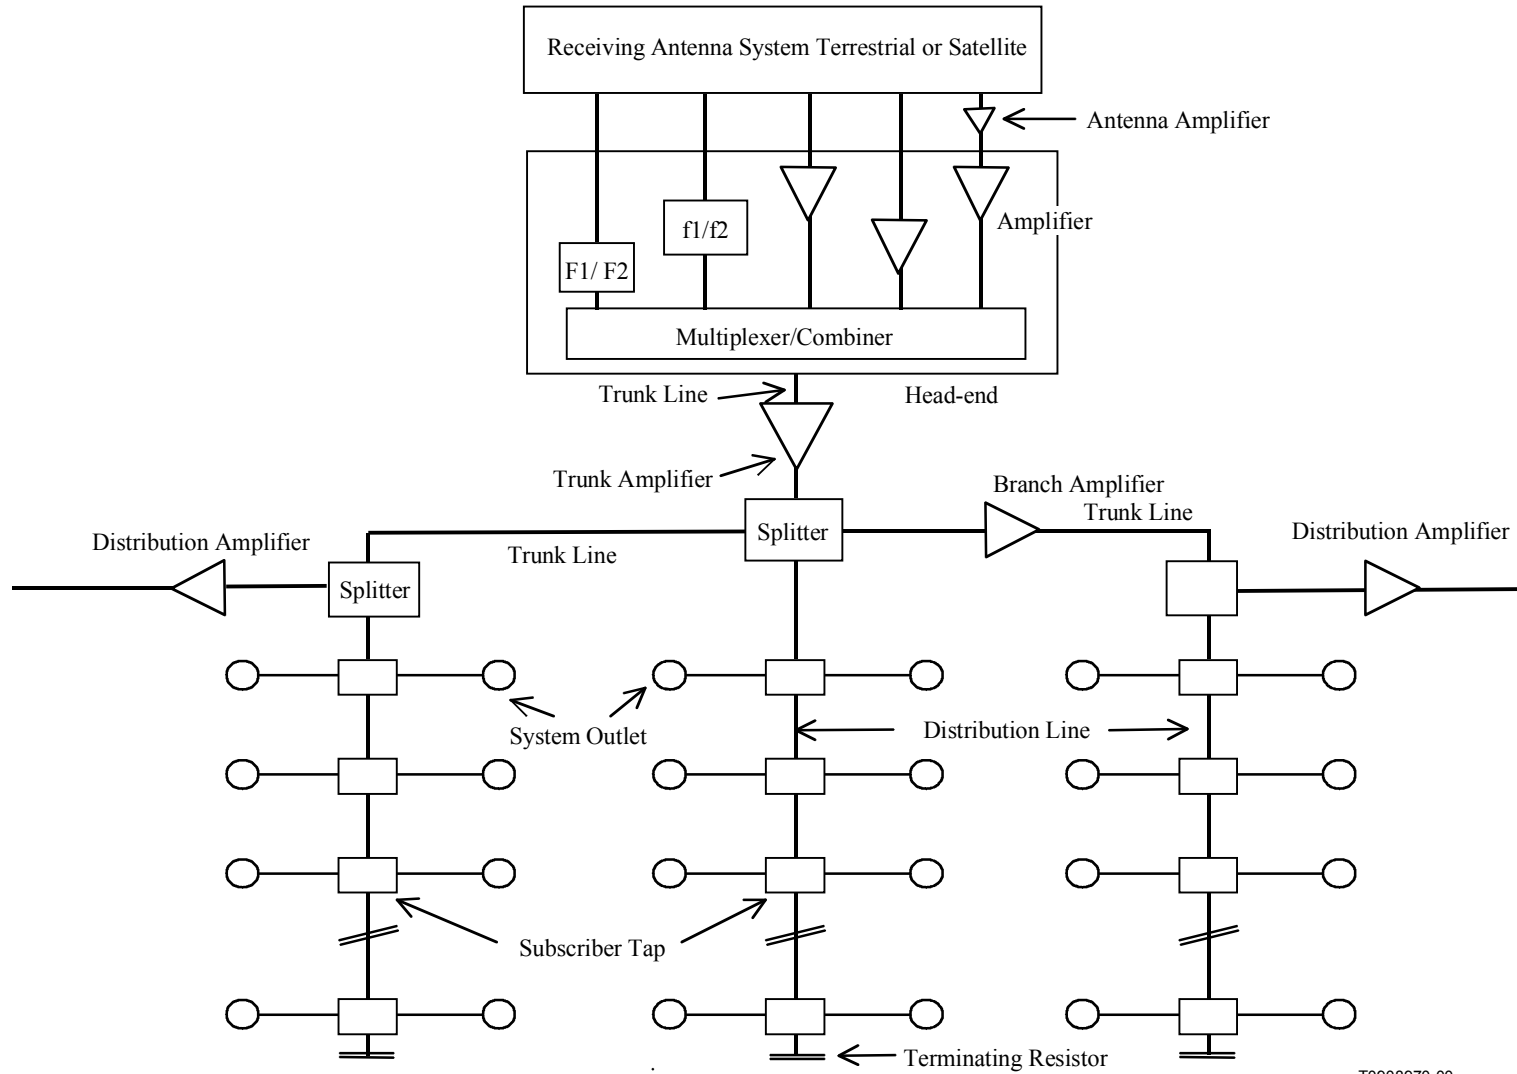 Receiving Antenna System Terrestrial or Satellite
Antenna Amplifier
Amplifier
f1/f2
F1/ F2
Multiplexer/Combiner
Trunk Line
Head-end
Trunk Amplifier
Branch Amplifier
Trunk Line
Distribution Amplifier
Distribution Amplifier
Splitter
Trunk Line
Splitter
System Outlet
Distribution Line
Subscriber Tap
Terminating Resistor